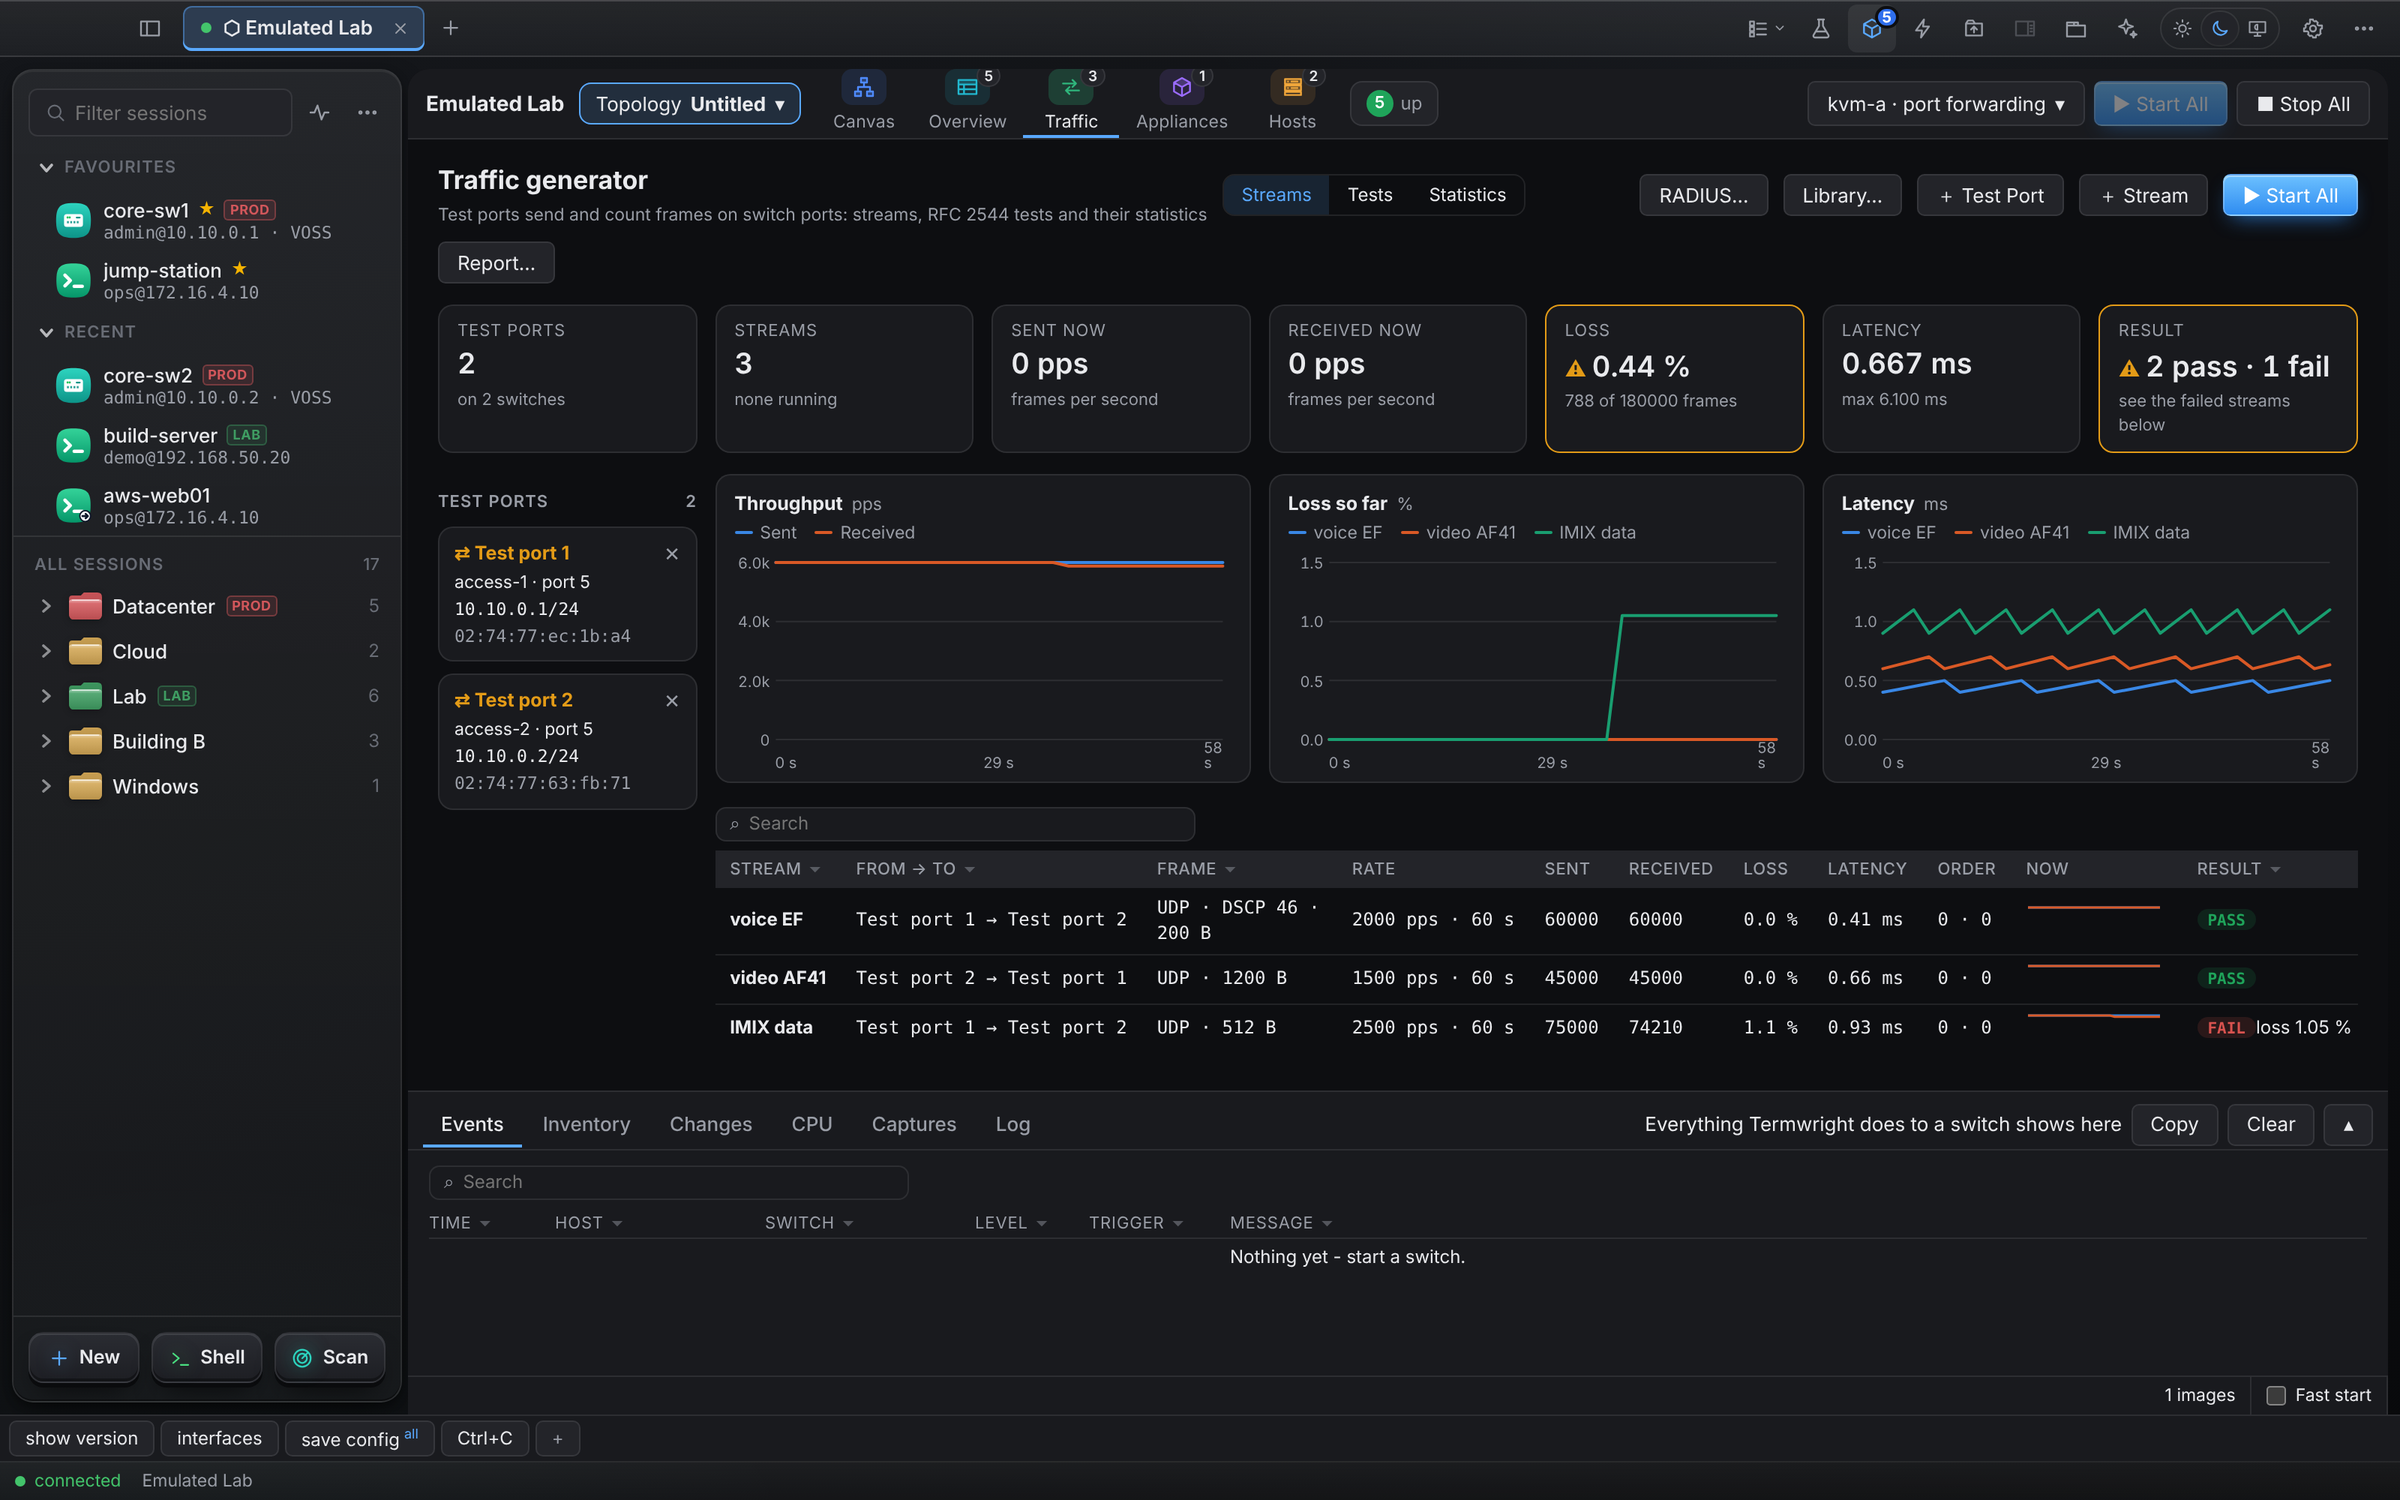 Emulated Lab
5
Filter sessions
FAVOURITES
core-sw1 ★ PROD
admin@10.10.0.1 · VOSS
jump-station ★
ops@172.16.4.10
RECENT
core-sw2 PROD
admin@10.10.0.2 · VOSS
build-server LAB
demo@192.168.50.20
aws-web01
ops@172.16.4.10
ALL SESSIONS 17
Datacenter PROD 5
Cloud 2
Lab LAB 6
Building B 3
Windows 1
New
Shell
Scan
Emulated Lab
Topology Untitled ▾
Canvas
5 Overview
3 Traffic
1 Appliances
2 Hosts
5 up
kvm-a · port forwarding ▾
▶ Start All
■ Stop All
Traffic generator
Test ports send and count frames on switch ports: streams, RFC 2544 tests and their statistics
Streams Tests Statistics
RADIUS...
Library...
+ Test Port
+ Stream
▶ Start All
Report...
TEST PORTS
2
on 2 switches
STREAMS
3
none running
SENT NOW
0 pps
frames per second
RECEIVED NOW
0 pps
frames per second
LOSS
0.44 %
788 of 180000 frames
LATENCY
0.667 ms
max 6.100 ms
RESULT
2 pass · 1 fail
see the failed streams
below
TEST PORTS 2
⇄ Test port 1 ×
access-1 · port 5
10.10.0.1/24
02:74:77:ec:1b:a4
⇄ Test port 2 ×
access-2 · port 5
10.10.0.2/24
02:74:77:63:fb:71
Throughput pps
Sent Received
6.0k
4.0k
2.0k
0
0 s 29 s 58 s
Loss so far %
voice EF video AF41 IMIX data
1.5
1.0
0.5
0.0
0 s 29 s 58 s
Latency ms
voice EF video AF41 IMIX data
1.5
1.0
0.50
0.00
0 s 29 s 58 s
Search
STREAM FROM → TO FRAME RATE SENT RECEIVED LOSS LATENCY ORDER NOW RESULT
voice EF Test port 1 → Test port 2 UDP · DSCP 46 · 200 B 2000 pps · 60 s 60000 60000 0.0 % 0.41 ms 0 · 0 PASS
video AF41 Test port 2 → Test port 1 UDP · 1200 B 1500 pps · 60 s 45000 45000 0.0 % 0.66 ms 0 · 0 PASS
IMIX data Test port 1 → Test port 2 UDP · 512 B 2500 pps · 60 s 75000 74210 1.1 % 0.93 ms 0 · 0 FAIL loss 1.05 %
Events Inventory Changes CPU Captures Log
Everything Termwright does to a switch shows here
Copy
Clear
▴
Search
TIME HOST SWITCH LEVEL TRIGGER MESSAGE
Nothing yet - start a switch.
1 images
Fast start
show version
interfaces
save config all
Ctrl+C
+
connected Emulated Lab